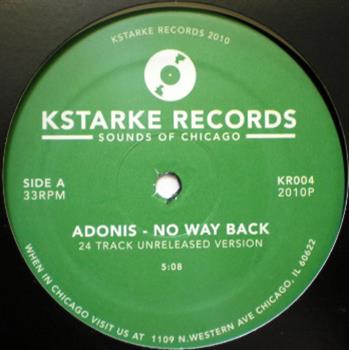 KSTARKE RECORDS 2010
KSTARKE RECORDS
SOUNDS OF CHICAGO
SIDE A
33RPM
KR004
2010P
ADONIS - NO WAY BACK
24 TRACK UNRELEASED VERSION
5:08
WHEN IN CHICAGO VISIT US AT 1109 N.WESTERN AVE CHICAGO, IL 60622